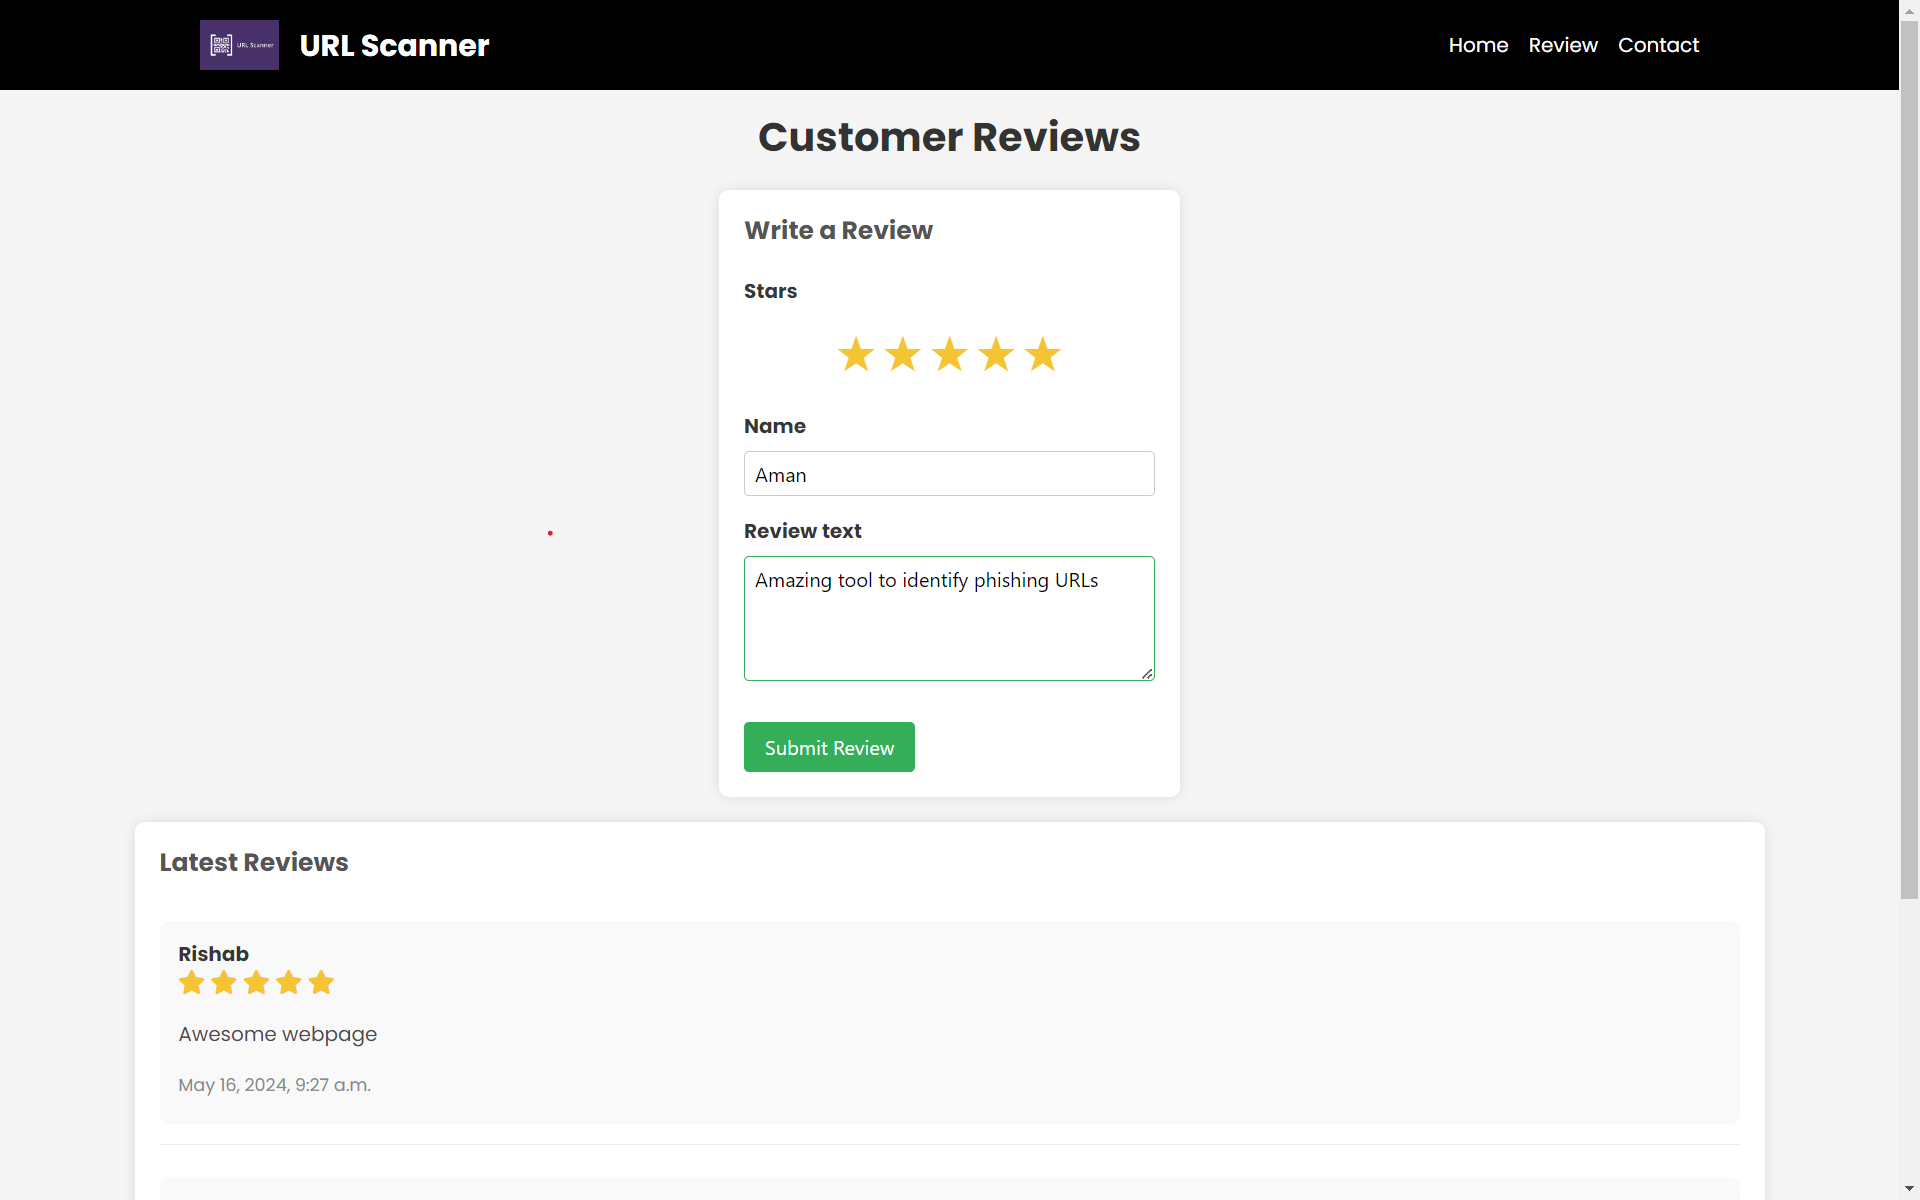 URL Scanner
URL Scanner
Home Review Contact
Customer Reviews
Write a Review
Stars
Name
Aman
Review text
Amazing tool to identify phishing URLs
Submit Review
Latest Reviews
Rishab
Awesome webpage
May 16, 2024, 9:27 a.m.